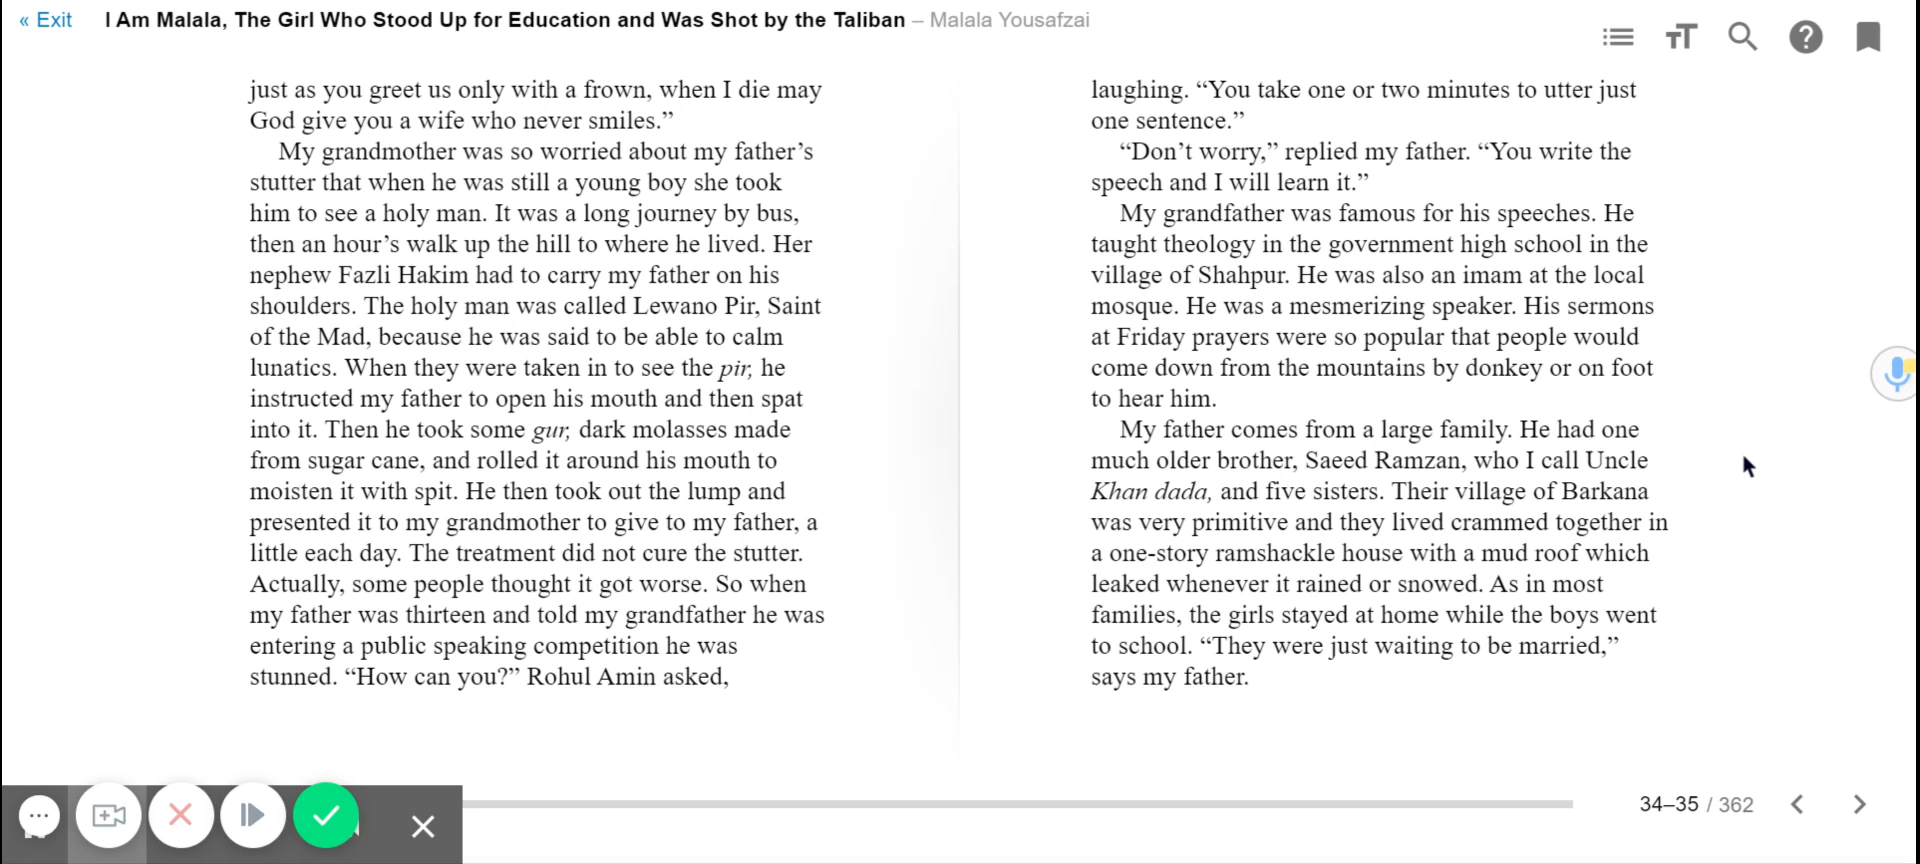 « Exit I Am Malala, The Girl Who Stood Up for Education and Was Shot by the Taliban – Malala Yousafzai
just as you greet us only with a frown, when I die may
God give you a wife who never smiles.”
My grandmother was so worried about my father’s
stutter that when he was still a young boy she took
him to see a holy man. It was a long journey by bus,
then an hour’s walk up the hill to where he lived. Her
nephew Fazli Hakim had to carry my father on his
shoulders. The holy man was called Lewano Pir, Saint
of the Mad, because he was said to be able to calm
lunatics. When they were taken in to see the pir, he
instructed my father to open his mouth and then spat
into it. Then he took some gur, dark molasses made
from sugar cane, and rolled it around his mouth to
moisten it with spit. He then took out the lump and
presented it to my grandmother to give to my father, a
little each day. The treatment did not cure the stutter.
Actually, some people thought it got worse. So when
my father was thirteen and told my grandfather he was
entering a public speaking competition he was
stunned. “How can you?” Rohul Amin asked,
laughing. “You take one or two minutes to utter just
one sentence.”
“Don’t worry,” replied my father. “You write the
speech and I will learn it.”
My grandfather was famous for his speeches. He
taught theology in the government high school in the
village of Shahpur. He was also an imam at the local
mosque. He was a mesmerizing speaker. His sermons
at Friday prayers were so popular that people would
come down from the mountains by donkey or on foot
to hear him.
My father comes from a large family. He had one
much older brother, Saeed Ramzan, who I call Uncle
Khan dada, and five sisters. Their village of Barkana
was very primitive and they lived crammed together in
a one-story ramshackle house with a mud roof which
leaked whenever it rained or snowed. As in most
families, the girls stayed at home while the boys went
to school. “They were just waiting to be married,”
says my father.
34–35 / 362